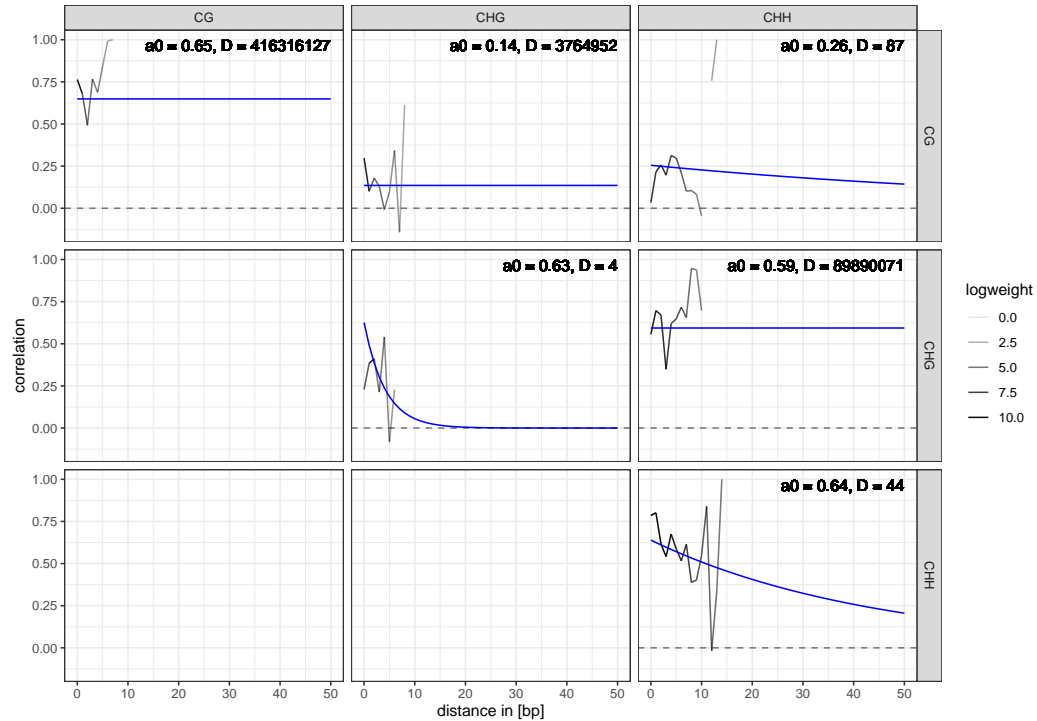 CG
CHG
CHH
a0 = 0.65, D = 416316127
a0 = 0.14, D = 3764952
a0 = 0.26, D = 87
CG
1.00
0.75
0.50
0.25
0.00
a0 = 0.63, D = 4
a0 = 0.59, D = 89890071
CHG
1.00
0.75
0.50
0.25
0.00
a0 = 0.64, D = 44
CHH
1.00
0.75
0.50
0.25
0.00
0 10 20 30 40 50
0 10 20 30 40 50
0 10 20 30 40 50
distance in [bp]
correlation
logweight
0.0
2.5
5.0
7.5
10.0